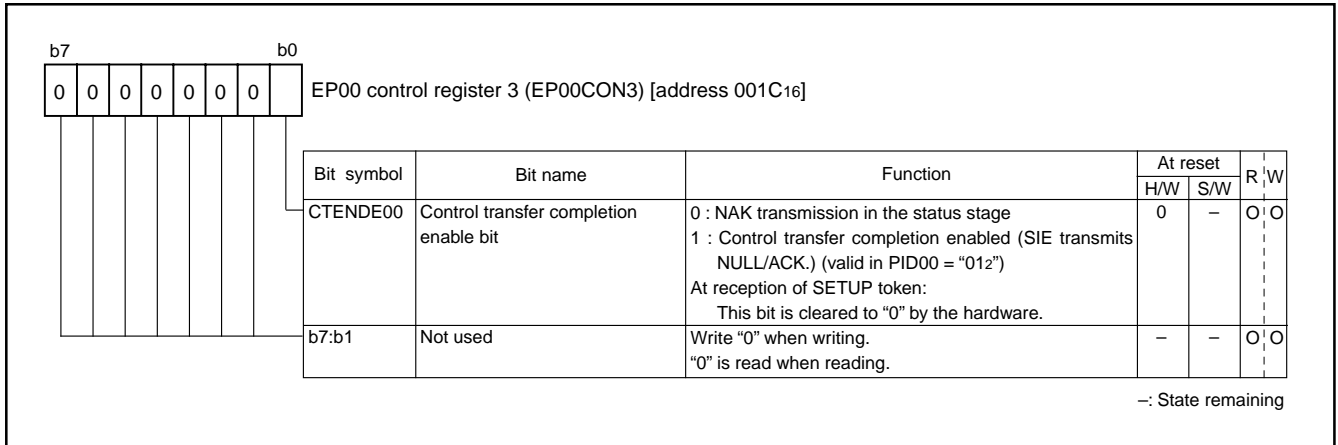 b7 b0
0 0 0 0 0 0 0 EP00 control register 3 (EP00CON3) [address 001C16]
Bit symbol Bit name Function At reset R W
H/W S/W
CTENDE00 Control transfer completion 0 : NAK transmission in the status stage 0 – O O
enable bit 1 : Control transfer completion enabled (SIE transmits
NULL/ACK.) (valid in PID00 = “012”)
At reception of SETUP token:
This bit is cleared to “0” by the hardware.
b7:b1 Not used Write “0” when writing. – – O O
“0” is read when reading.
–: State remaining